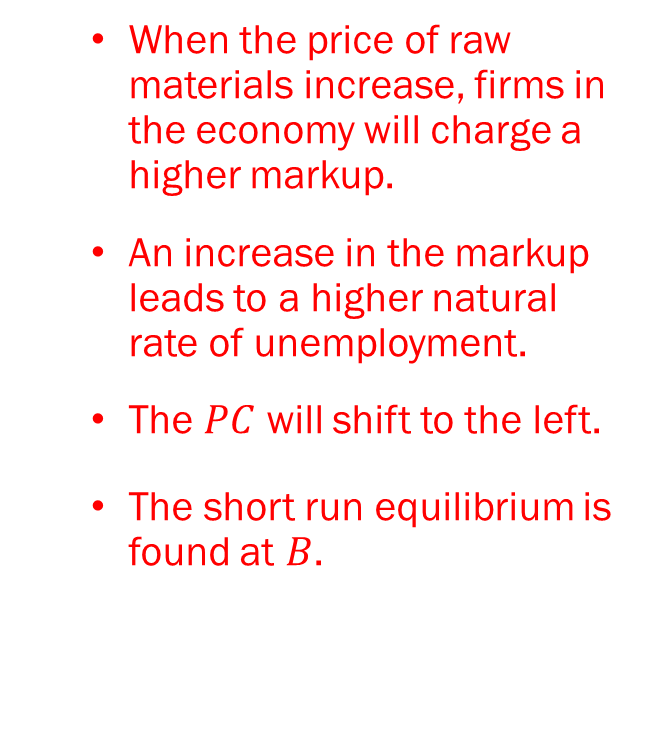 • When the price of raw
materials increase, firms in
the economy will charge a
higher markup.
• An increase in the markup
leads to a higher natural
rate of unemployment.
• The 𝑃𝐶 will shift to the left.
• The short run equilibrium is
found at 𝐵.